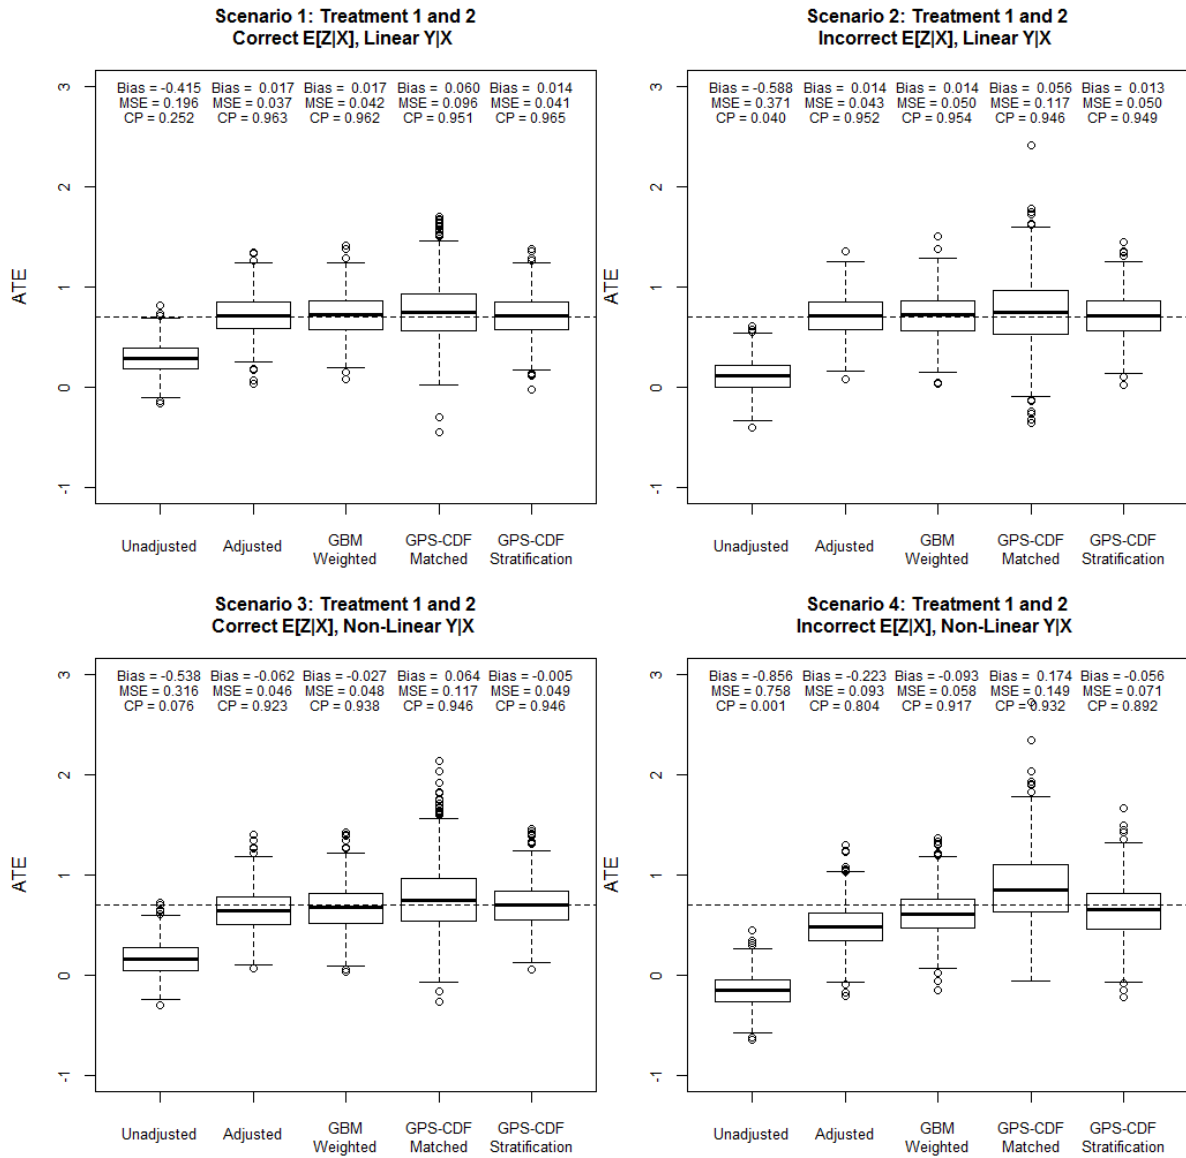 Scenario 1: Treatment 1 and 2
Correct E[Z|X], Linear Y|X
Bias = -0.415 Bias = 0.017 Bias = 0.017 Bias = 0.060 Bias = 0.014
MSE = 0.196 MSE = 0.037 MSE = 0.042 MSE = 0.096 MSE = 0.041
CP = 0.252 CP = 0.963 CP = 0.962 CP = 0.951 CP = 0.965
3
2
1
0
-1
ATE
Unadjusted Adjusted GBM Weighted GPS-CDF Matched GPS-CDF Stratification
Scenario 2: Treatment 1 and 2
Incorrect E[Z|X], Linear Y|X
Bias = -0.588 Bias = 0.014 Bias = 0.014 Bias = 0.056 Bias = 0.013
MSE = 0.371 MSE = 0.043 MSE = 0.050 MSE = 0.117 MSE = 0.050
CP = 0.040 CP = 0.952 CP = 0.954 CP = 0.946 CP = 0.949
3
2
1
0
-1
ATE
Unadjusted Adjusted GBM Weighted GPS-CDF Matched GPS-CDF Stratification
Scenario 3: Treatment 1 and 2
Correct E[Z|X], Non-Linear Y|X
Bias = -0.538 Bias = -0.062 Bias = -0.027 Bias = 0.064 Bias = -0.005
MSE = 0.316 MSE = 0.046 MSE = 0.048 MSE = 0.117 MSE = 0.049
CP = 0.076 CP = 0.923 CP = 0.938 CP = 0.946 CP = 0.946
3
2
1
0
-1
ATE
Unadjusted Adjusted GBM Weighted GPS-CDF Matched GPS-CDF Stratification
Scenario 4: Treatment 1 and 2
Incorrect E[Z|X], Non-Linear Y|X
Bias = -0.856 Bias = -0.223 Bias = -0.093 Bias = 0.174 Bias = -0.056
MSE = 0.758 MSE = 0.093 MSE = 0.058 MSE = 0.149 MSE = 0.071
CP = 0.001 CP = 0.804 CP = 0.917 CP = 0.932 CP = 0.892
3
2
1
0
-1
ATE
Unadjusted Adjusted GBM Weighted GPS-CDF Matched GPS-CDF Stratification